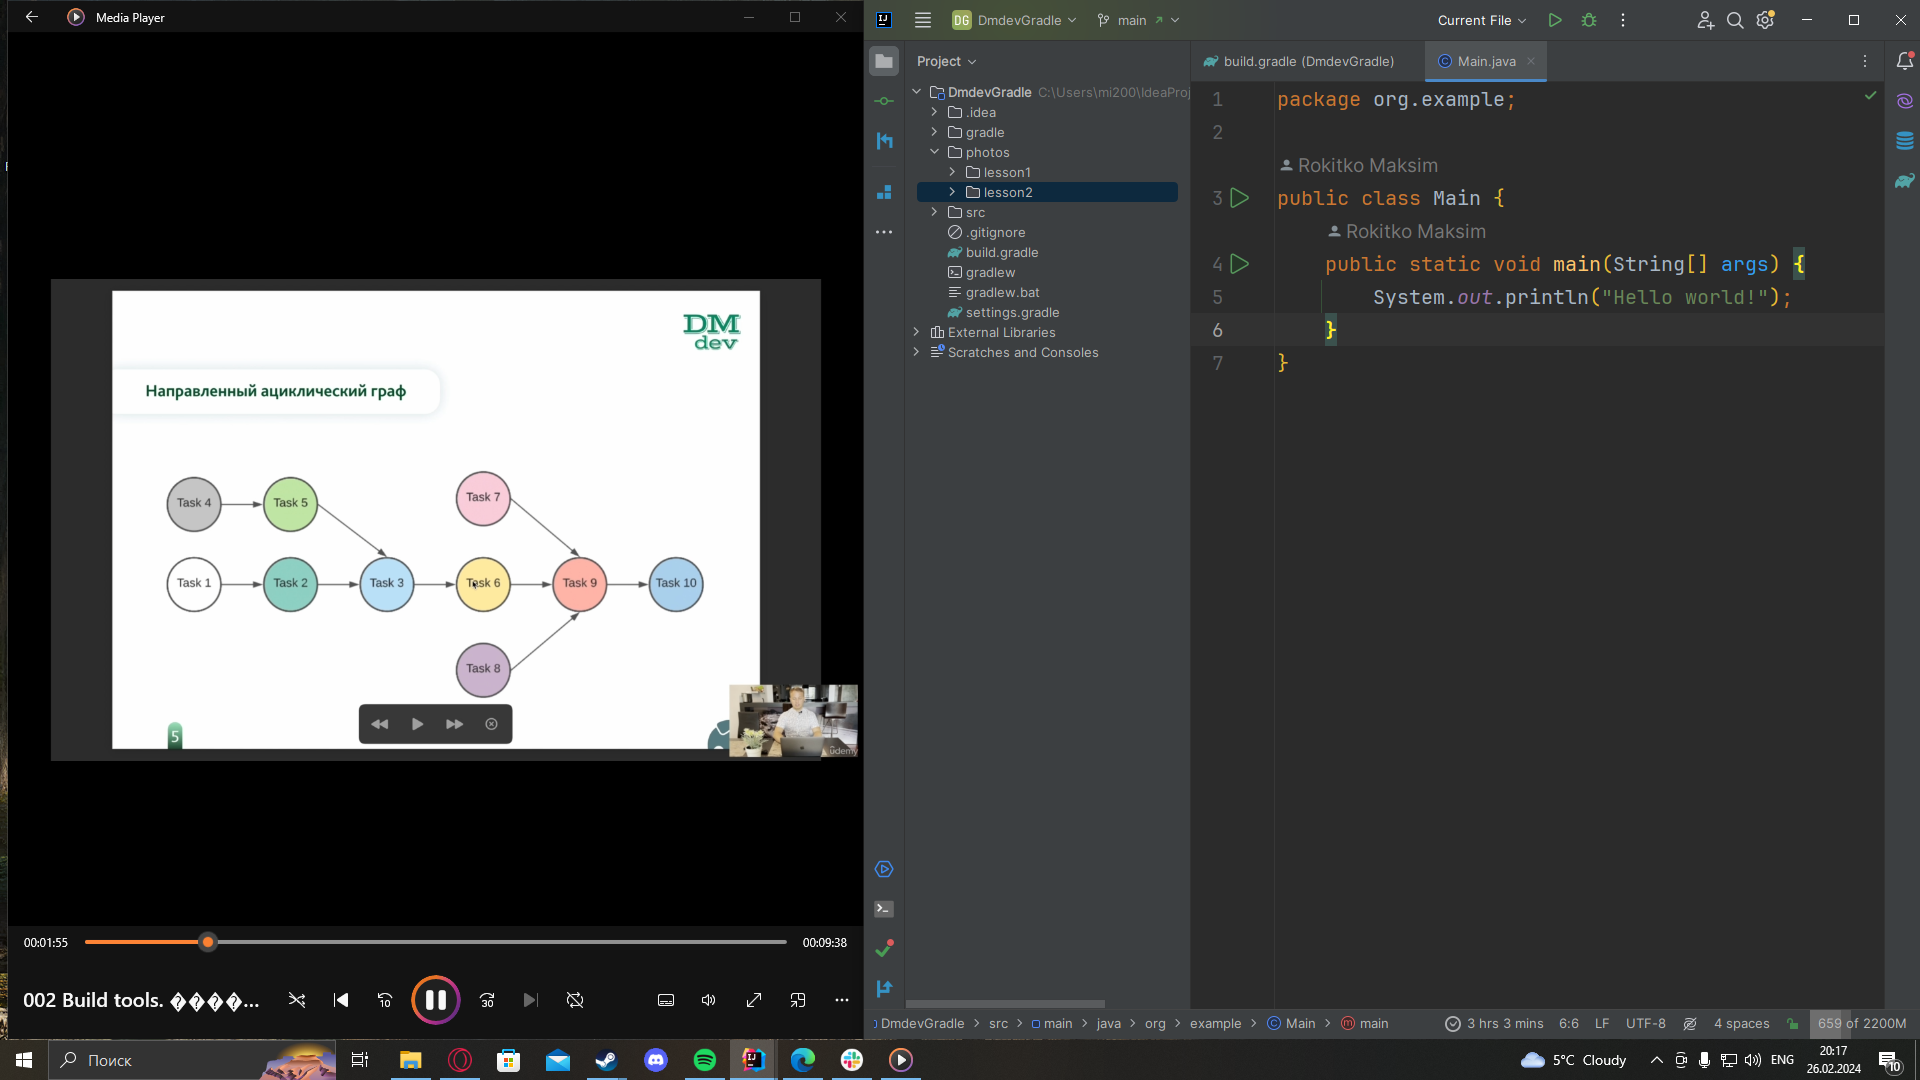 Media Player
DM
dev
Направленный ациклический граф
Task 4
Task 5
Task 7
Task 1
Task 2
Task 3
Task 6
Task 9
Task 10
Task 8
5
ûdemy
00:01:55
00:09:38
002 Build tools. ����...
10
30
DG DmdevGradle
main
Current File
Project
build.gradle (DmdevGradle)
Main.java
DmdevGradle C:\Users\mi200\IdeaProj
.idea
gradle
photos
lesson1
lesson2
src
.gitignore
build.gradle
gradlew
gradlew.bat
settings.gradle
External Libraries
Scratches and Consoles
1 package org.example;
2
Rokitko Maksim
3 public class Main {
Rokitko Maksim
4 public static void main(String[] args) {
5 System.out.println("Hello world!");
6 }
7 }
DmdevGradle > src > main > java > org > example > Main > main
3 hrs 3 mins
6:6
LF
UTF-8
4 spaces
659 of 2200M
Поиск
5°C Cloudy
ENG
20:17
26.02.2024
10